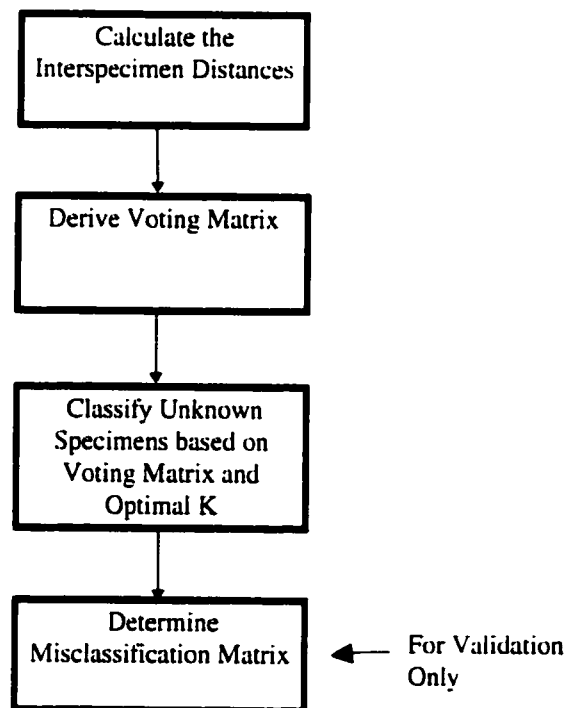 Calculate the
Interspecimen Distances
Derive Voting Matrix
Classify Unknown
Specimens based on
Voting Matrix and
Optimal K
Determine
Misclassification Matrix
For Validation
Only